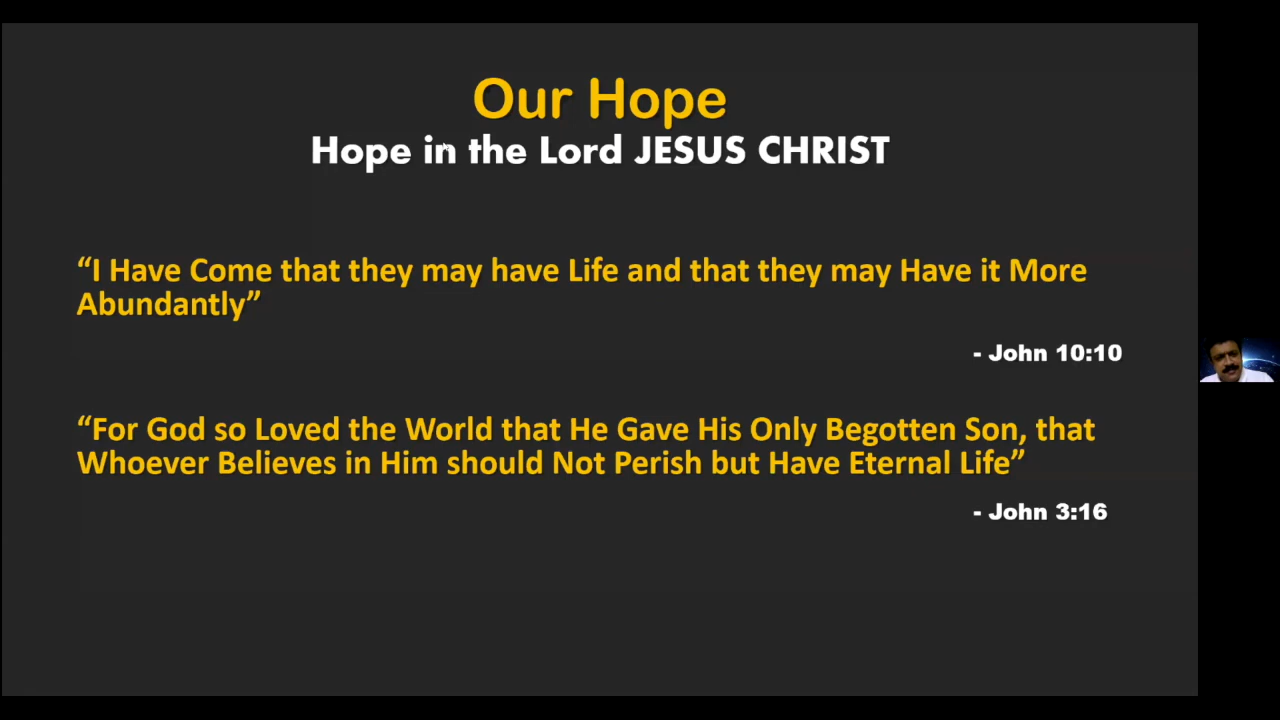 Our Hope
Hope in the Lord JESUS CHRIST
“I Have Come that they may have Life and that they may Have it More
Abundantly”
- John 10:10
“For God so Loved the World that He Gave His Only Begotten Son, that
Whoever Believes in Him should Not Perish but Have Eternal Life”
- John 3:16